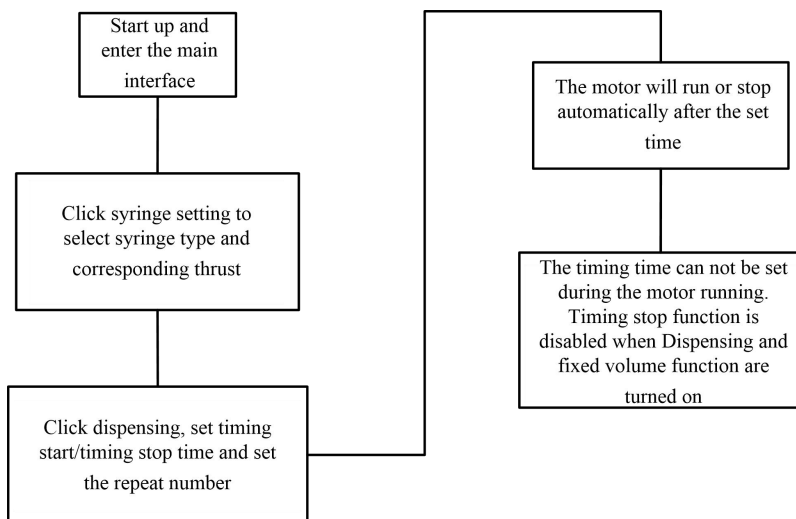 Start up and
enter the main
interface
Click syringe setting to
select syringe type and
corresponding thrust
Click dispensing, set timing
start/timing stop time and set
the repeat number
The motor will run or stop
automatically after the set
time
The timing time can not be set
during the motor running.
Timing stop function is
disabled when Dispensing and
fixed volume function are
turned on